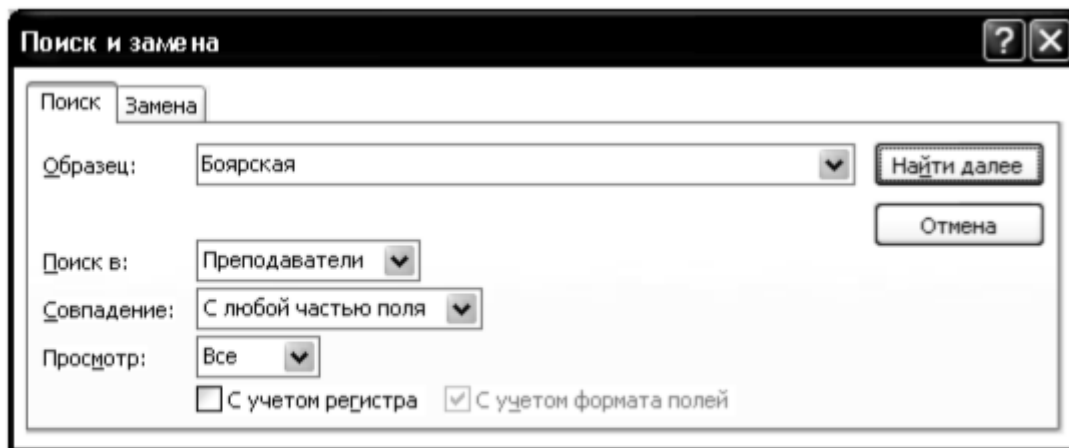 Поиск и замена
Поиск Замена
Образец: Боярская Найти далее
Отмена
Поиск в: Преподаватели
Совпадение: С любой частью поля
Просмотр: Все
С учетом регистра С учетом формата полей